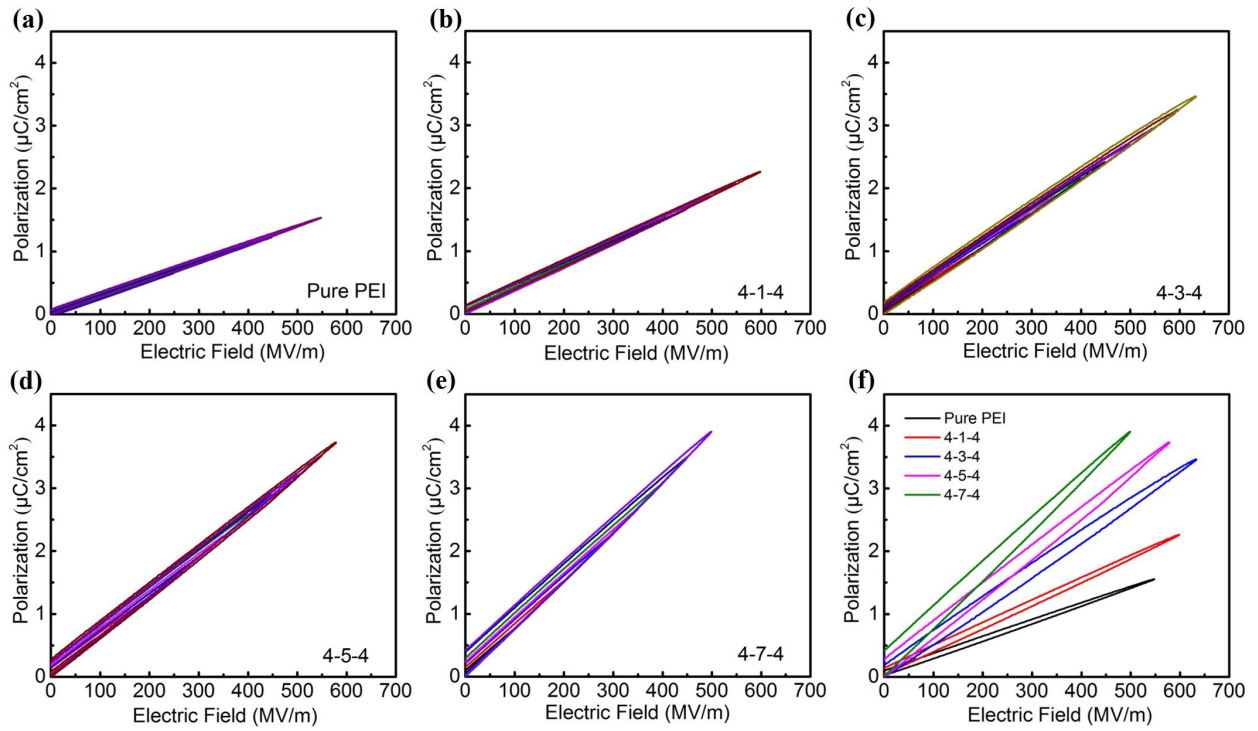 (a)
4
3
2
1
0
Polarization (μC/cm²)
Pure PEI
0 100 200 300 400 500 600 700
Electric Field (MV/m)
(b)
4
3
2
1
0
Polarization (μC/cm²)
4-1-4
0 100 200 300 400 500 600 700
Electric Field (MV/m)
(c)
4
3
2
1
0
Polarization (μC/cm²)
4-3-4
0 100 200 300 400 500 600 700
Electric Field (MV/m)
(d)
4
3
2
1
0
Polarization (μC/cm²)
4-5-4
0 100 200 300 400 500 600 700
Electric Field (MV/m)
(e)
4
3
2
1
0
Polarization (μC/cm²)
4-7-4
0 100 200 300 400 500 600 700
Electric Field (MV/m)
(f)
4
3
2
1
0
Polarization (μC/cm²)
Pure PEI
4-1-4
4-3-4
4-5-4
4-7-4
0 100 200 300 400 500 600 700
Electric Field (MV/m)